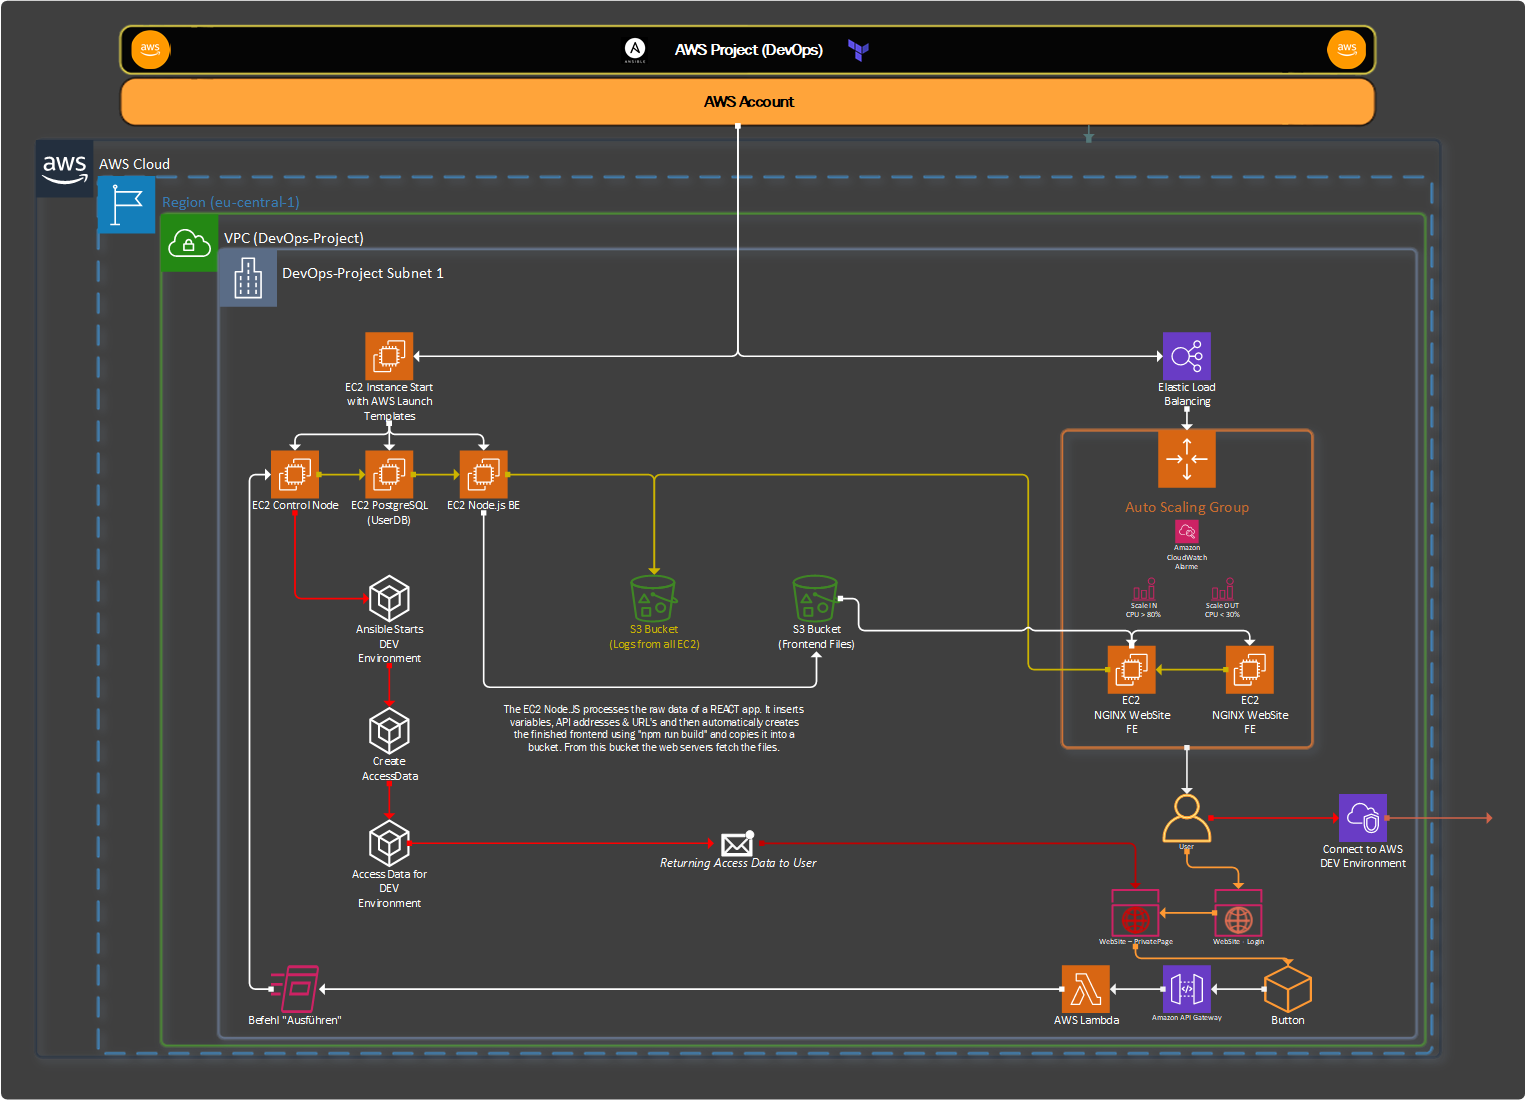 aws
ANSIBLE
AWS Project (DevOps)
aws
AWS Account
aws
AWS Cloud
Region (eu-central-1)
VPC (DevOps-Project)
DevOps-Project Subnet 1
EC2 Instance Start
with AWS Launch
Templates
Elastic Load
Balancing
EC2 Control Node
EC2 PostgreSQL
(UserDB)
EC2 Node.js BE
Auto Scaling Group
Amazon
CloudWatch
Alarme
Scale IN
CPU > 80%
Scale OUT
CPU < 30%
Ansible Starts
DEV
Environment
S3 Bucket
(Logs from all EC2)
S3 Bucket
(Frontend Files)
EC2
NGINX WebSite
FE
EC2
NGINX WebSite
FE
The EC2 Node.JS processes the raw data of a REACT app. It inserts
variables, API addresses & URL's and then automatically creates
the finished frontend using "npm run build" and copies it into a
bucket. From this bucket the web servers fetch the files.
Create
AccessData
User
Connect to AWS
DEV Environment
Returning Access Data to User
Access Data for
DEV
Environment
WebSite – PrivatePage
WebSite - Login
Befehl "Ausführen"
AWS Lambda
Amazon API Gateway
Button